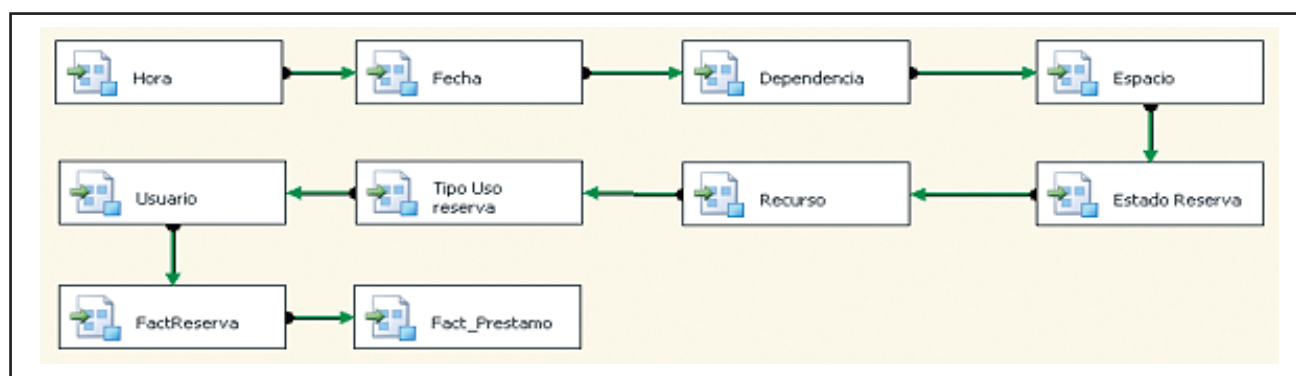 Hora
Fecha
Dependencia
Espacio
Usuario
Tipo Uso
reserva
Recurso
Estado Reserva
FactReserva
Fact_Prestamo